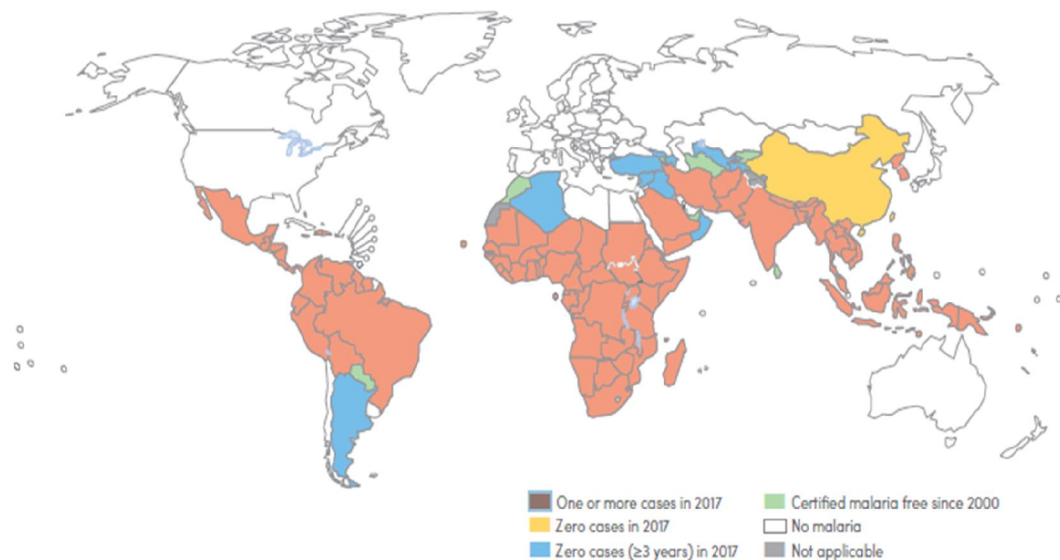 One or more cases in 2017
Zero cases in 2017
Zero cases (≥3 years) in 2017
Certified malaria free since 2000
No malaria
Not applicable